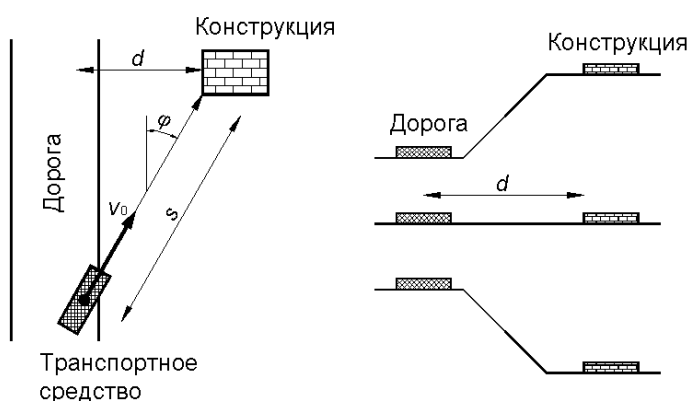 Конструкция
d
φ
Дорога
V₀
s
Транспортное
средство
Конструкция
Дорога
d